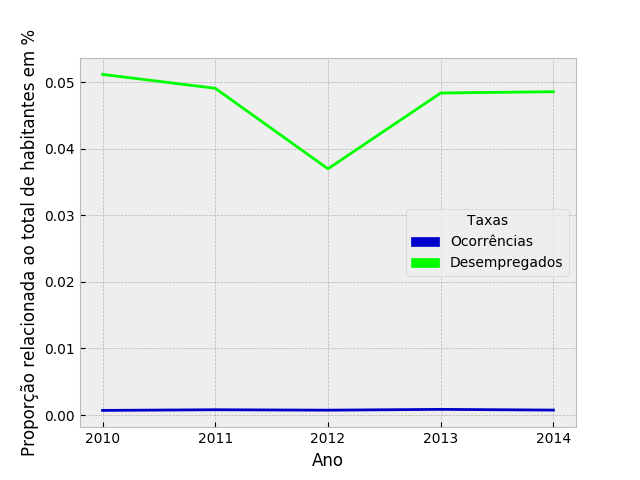 Proporção relacionada ao total de habitantes em %
0.05
0.04
0.03
0.02
0.01
0.00
Taxas
Ocorrências
Desempregados
2010 2011 2012 2013 2014
Ano